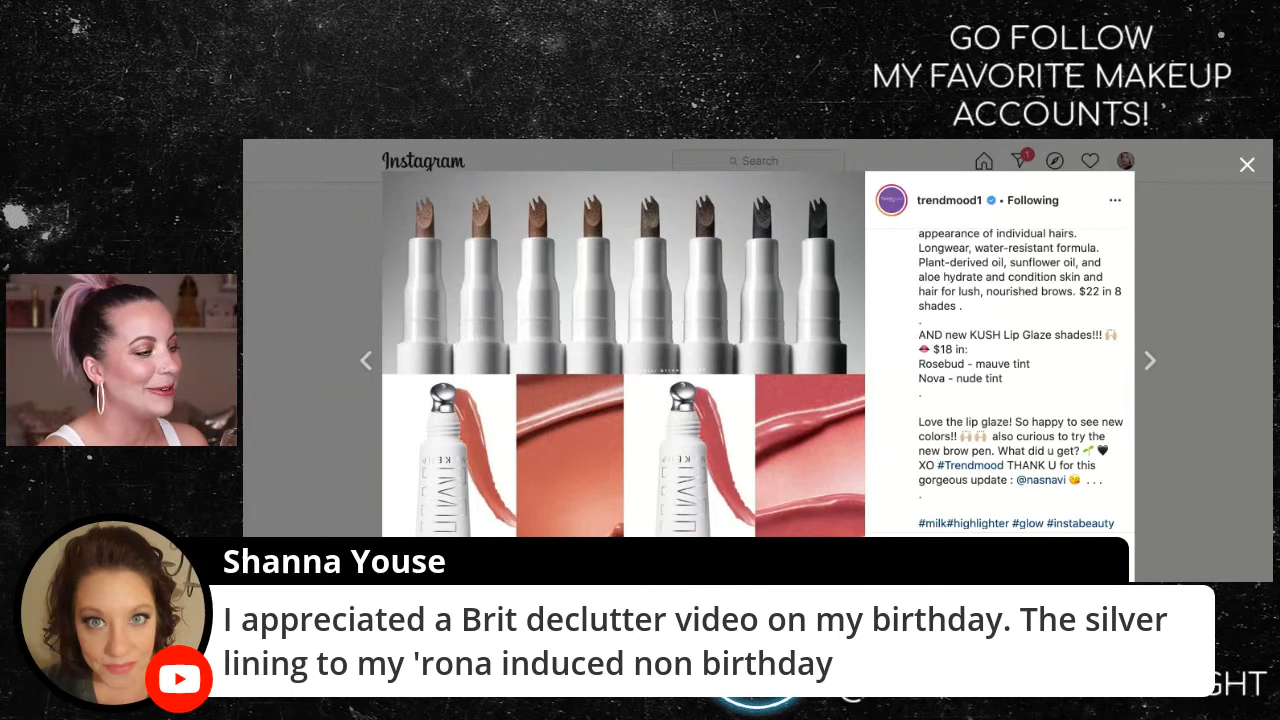 GO FOLLOW
MY FAVORITE MAKEUP
ACCOUNTS!
Instagram
Search
1
trendmood1 • Following
appearance of individual hairs.
Longwear, water-resistant formula.
Plant-derived oil, sunflower oil, and
aloe hydrate and condition skin and
hair for lush, nourished brows. $22 in 8
shades .
.
AND new KUSH Lip Glaze shades!!! 🙌🏼
👄 $18 in:
Rosebud - mauve tint
Nova - nude tint
.
Love the lip glaze! So happy to see new
colors!! 🙌🏼🙌🏼 also curious to try the
new brow pen. What did u get? 🌱🖤
XO #Trendmood THANK U for this
gorgeous update : @nasnavi 😘 . . .
.
#milk#highlighter #glow #instabeauty
Shanna Youse
I appreciated a Brit declutter video on my birthday. The silver
lining to my 'rona induced non birthday
GHT